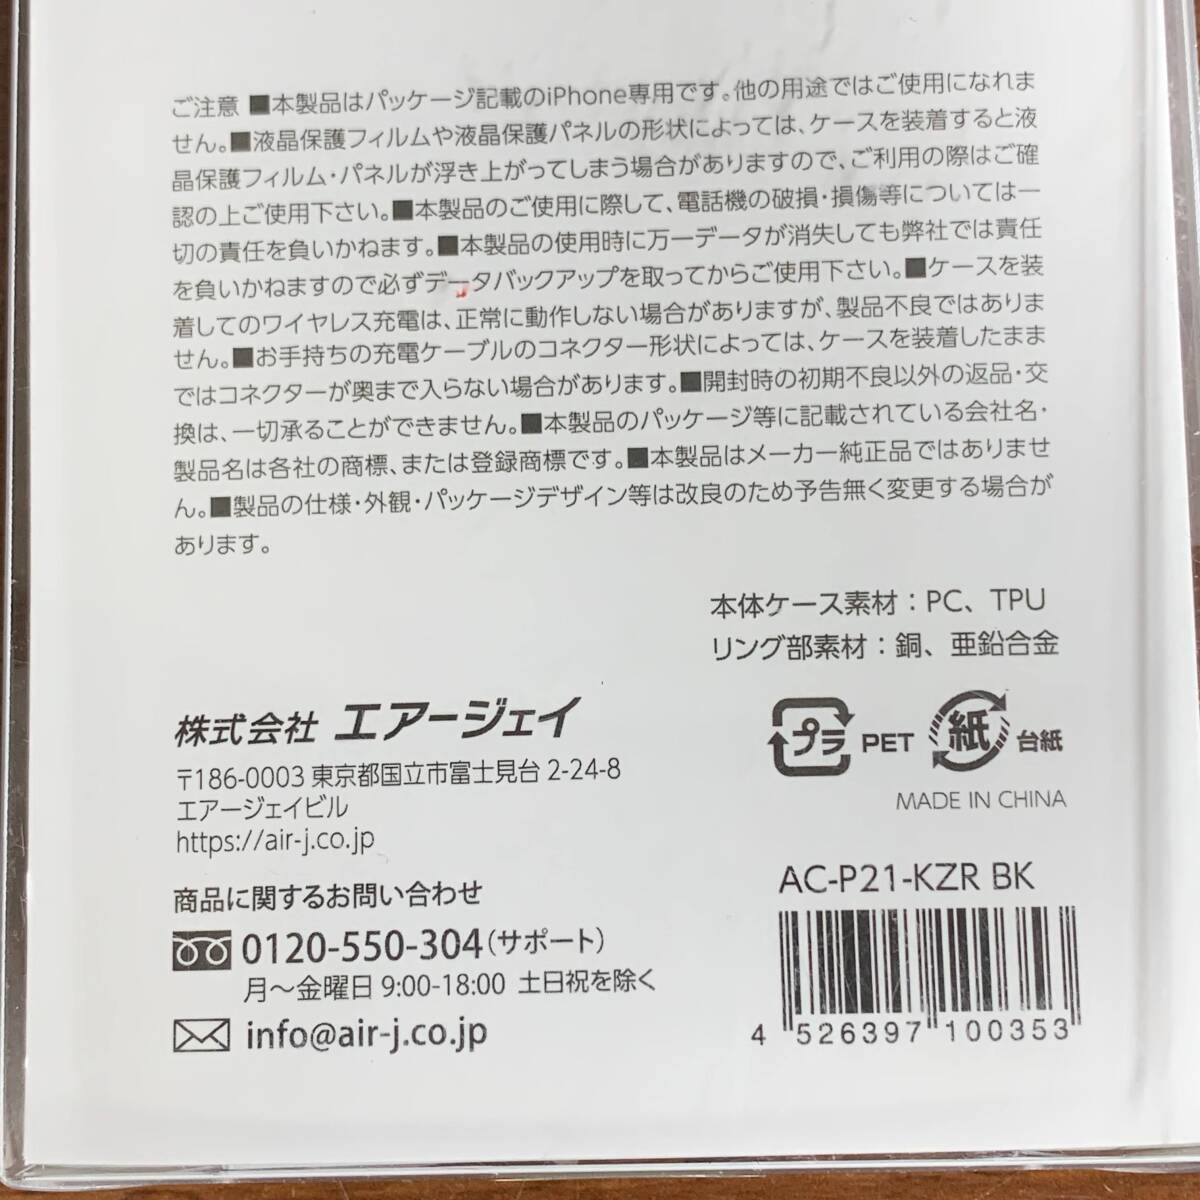 ご注意 ■本製品はパッケージ記載のiPhone専用です。他の用途ではご使用になれま
せん。■液晶保護フィルムや液晶保護パネルの形状によっては、ケースを装着すると液
晶保護フィルム・パネルが浮き上がってしまう場合がありますので、ご利用の際はご確
認の上ご使用下さい。■本製品のご使用に際して、電話機の破損・損傷等については一
切の責任を負いかねます。■本製品の使用時に万一データが消失しても弊社では責任
を負いかねますので必ずデータバックアップを取ってからご使用下さい。■ケースを装
着してのワイヤレス充電は、正常に動作しない場合がありますが、製品不良ではありま
せん。■お手持ちの充電ケーブルのコネクター形状によっては、ケースを装着したまま
ではコネクターが奥まで入らない場合があります。■開封時の初期不良以外の返品・交
換は、一切承ることができません。■本製品のパッケージ等に記載されている会社名・
製品名は各社の商標、または登録商標です。■本製品はメーカー純正品ではありませ
ん。■製品の仕様・外観・パッケージデザイン等は改良のため予告無く変更する場合が
あります。
本体ケース素材：PC、TPU
リング部素材：銅、亜鉛合金
株式会社 エアージェイ
〒186-0003 東京都国立市富士見台 2-24-8
エアージェイビル
https://air-j.co.jp
プラ PET 紙 台紙
MADE IN CHINA
商品に関するお問い合わせ
0120-550-304（サポート）
月～金曜日 9:00-18:00 土日祝を除く
info@air-j.co.jp
AC-P21-KZR BK
4 526397 100353